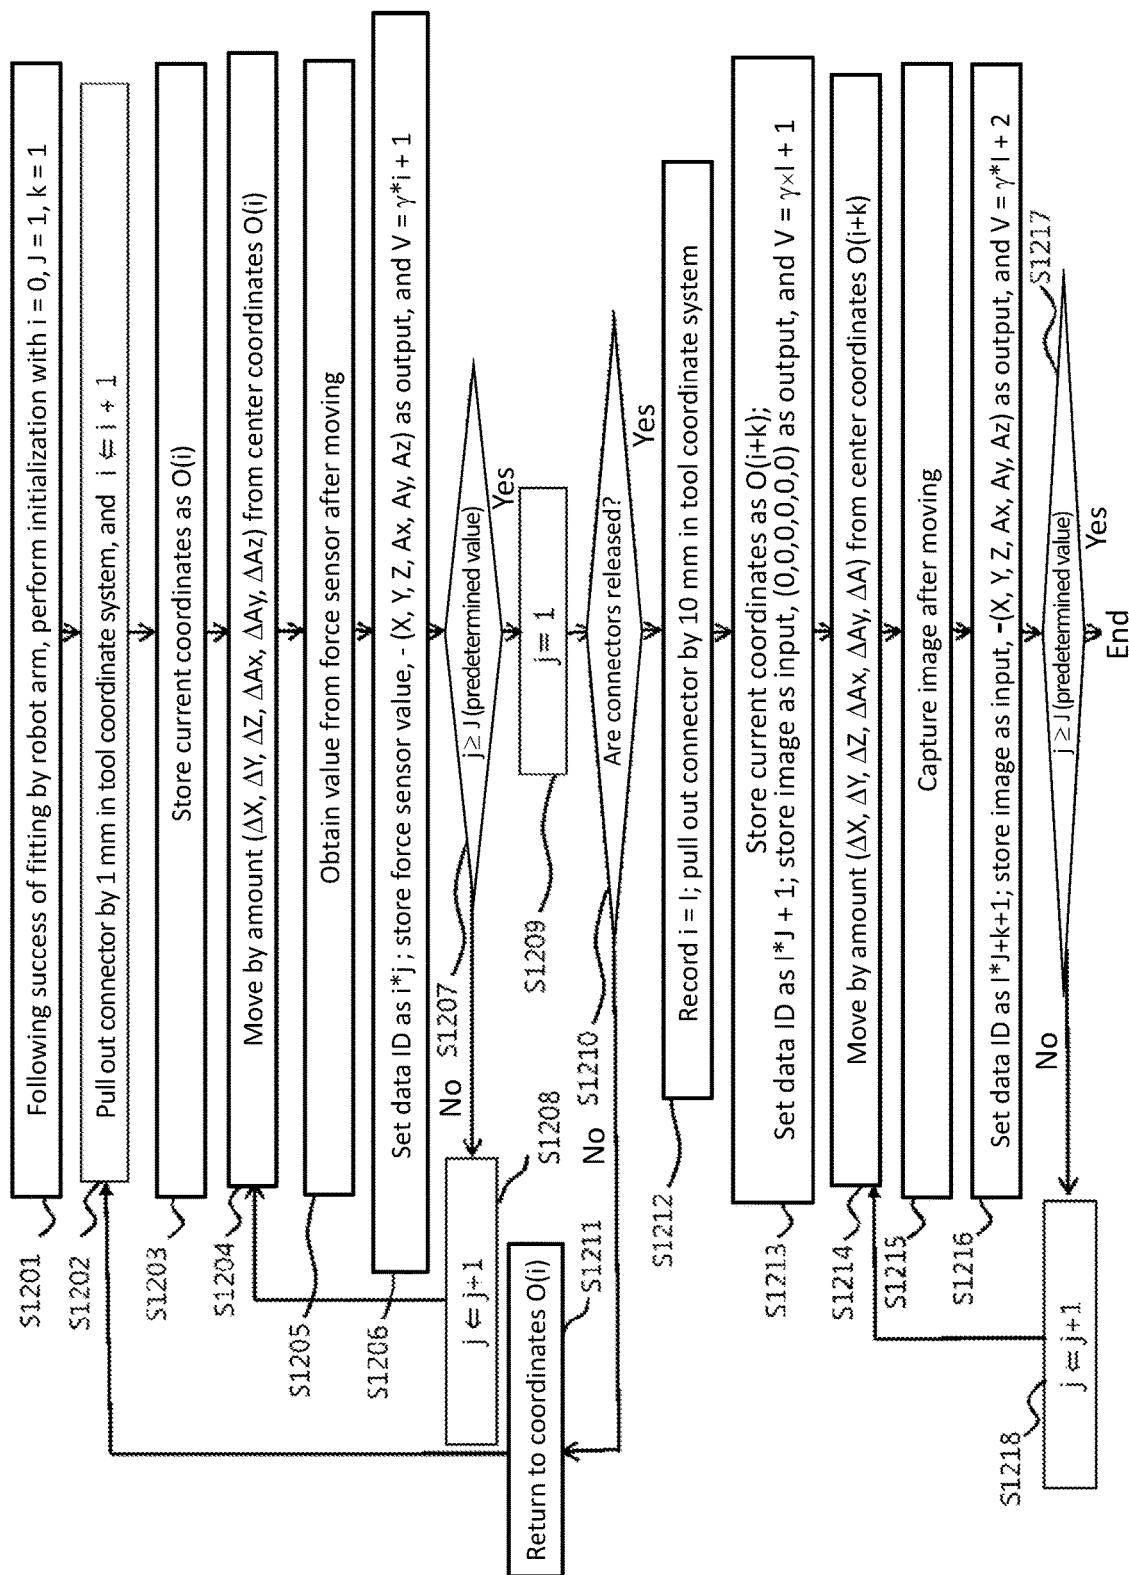 Following success of fitting by robot arm, perform initialization with i = 0, J = 1, k = 1
S1201
Pull out connector by 1 mm in tool coordinate system, and i ⇐ i + 1
S1202
Store current coordinates as O(i)
S1203
Move by amount (ΔX, ΔY, ΔZ, ΔAx, ΔAy, ΔAz) from center coordinates O(i)
S1204
Obtain value from force sensor after moving
S1205
Set data ID as i*j ; store force sensor value, - (X, Y, Z, Ax, Ay, Az) as output, and V = γ*i + 1
S1206
j ≥ J (predetermined value)
S1207
No
Yes
j ⇐ j+1
S1208
j = 1
S1209
Are connectors released?
S1210
No
Yes
Return to coordinates O(i)
S1211
Record i = I; pull out connector by 10 mm in tool coordinate system
S1212
Store current coordinates as O(i+k);
Set data ID as I*J + 1; store image as input, (0,0,0,0,0,0) as output, and V = γ×I + 1
S1213
Move by amount (ΔX, ΔY, ΔZ, ΔAx, ΔAy, ΔA) from center coordinates O(i+k)
S1214
Capture image after moving
S1215
Set data ID as I*J+k+1; store image as input, -(X, Y, Z, Ax, Ay, Az) as output, and V = γ*I + 2
S1216
j ≥ J (predetermined value)
S1217
No
Yes
j ⇐ j+1
S1218
End